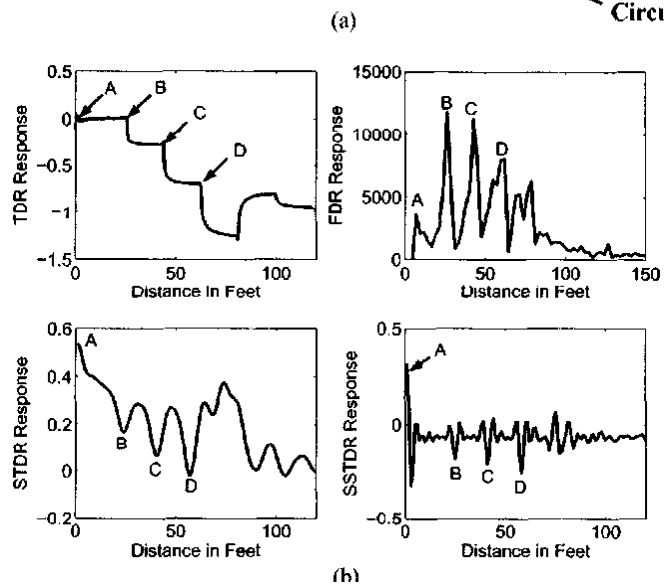 (a)
Circu
0.5
0
−0.5
−1
−1.5
TDR Response
A
B
C
D
0
50
100
Distance in Feet
15000
10000
5000
0
FDR Response
A
B
C
D
0
50
100
150
Distance in Feet
0.6
0.4
0.2
0
−0.2
STDR Response
A
B
C
D
0
50
100
Distance in Feet
0.5
0
−0.5
SSTDR Response
A
B
C
D
0
50
100
Distance in Feet
(b)